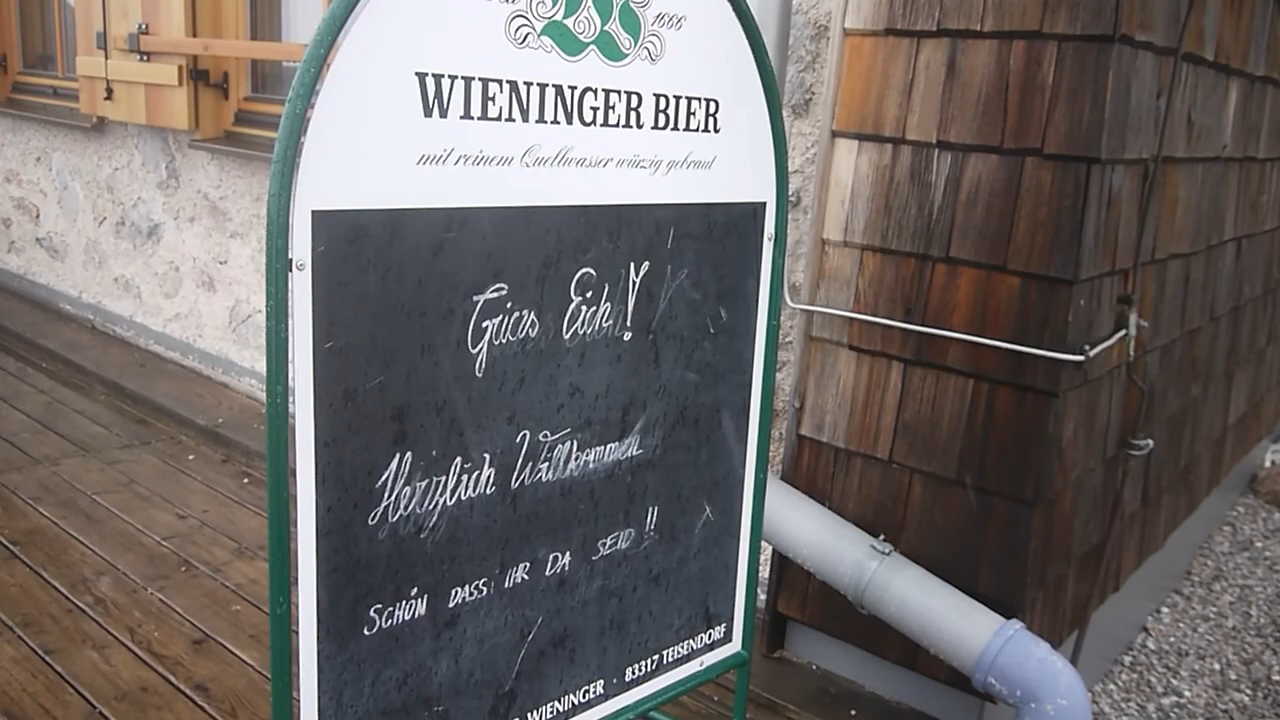 1666
WIENINGER BIER
mit reinem Quellwasser würzig gebraut
Griass Eich!
Herzlich Willkommen
SCHÖN DASS IHR DA SEID!!
WIENINGER · 83317 TEISENDORF